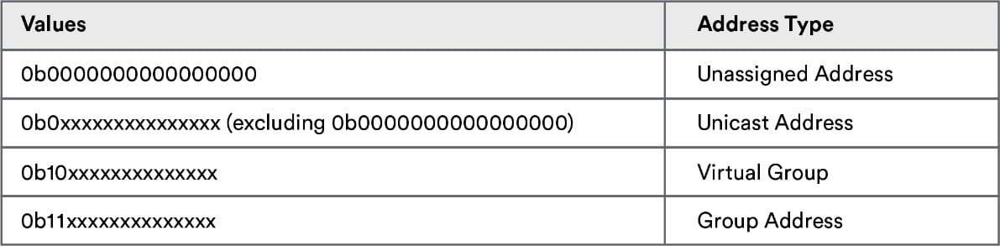 Values Address Type
0b0000000000000000 Unassigned Address
0b0xxxxxxxxxxxxxxx (excluding 0b0000000000000000) Unicast Address
0b10xxxxxxxxxxxxxx Virtual Group
0b11xxxxxxxxxxxxxx Group Address